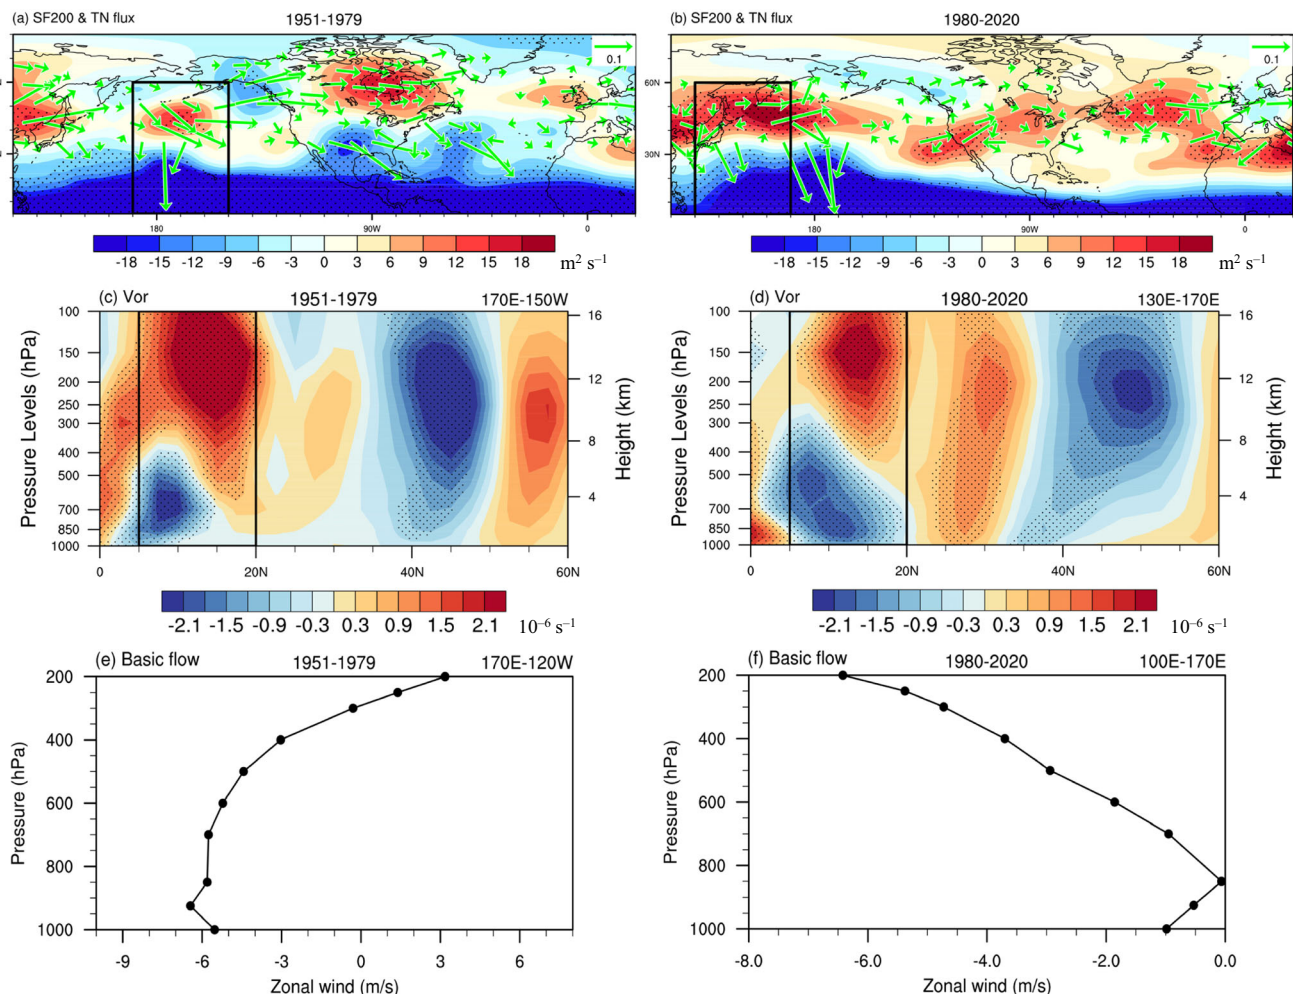 (a) SF200 & TN flux 1951-1979
0.1
N
N
180 90W 0
-18 -15 -12 -9 -6 -3 0 3 6 9 12 15 18 m² s⁻¹
(b) SF200 & TN flux 1980-2020
0.1
60N
30N
180 90W 0
-18 -15 -12 -9 -6 -3 0 3 6 9 12 15 18 m² s⁻¹
(c) Vor 1951-1979 170E-150W
Pressure Levels (hPa)
100
150
200
250
300
400
500
700
850
1000
16
12
8
4
Height (km)
0 20N 40N 60N
-2.1 -1.5 -0.9 -0.3 0.3 0.9 1.5 2.1 10⁻⁶ s⁻¹
(d) Vor 1980-2020 130E-170E
Pressure Levels (hPa)
100
150
200
250
300
400
500
700
850
1000
16
12
8
4
Height (km)
0 20N 40N 60N
-2.1 -1.5 -0.9 -0.3 0.3 0.9 1.5 2.1 10⁻⁶ s⁻¹
(e) Basic flow 1951-1979 170E-120W
Pressure (hPa)
200
400
600
800
1000
-9 -6 -3 0 3 6
Zonal wind (m/s)
(f) Basic flow 1980-2020 100E-170E
Pressure (hPa)
200
400
600
800
1000
-8.0 -6.0 -4.0 -2.0 0.0
Zonal wind (m/s)